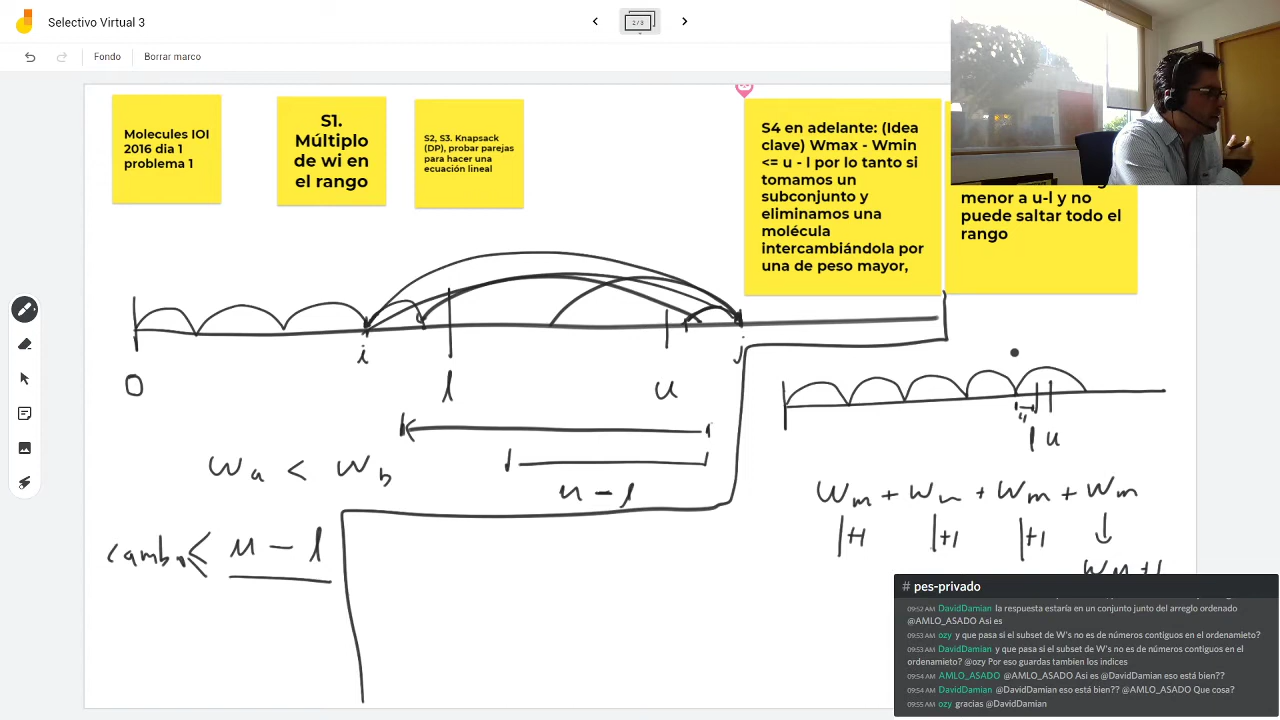 Selectivo Virtual 3
2 / 3
Fondo
Borrar marco
Molecules IOI
2016 dia 1
problema 1
S1.
Múltiplo
de wi en
el rango
S2, S3. Knapsack
(DP), probar parejas
para hacer una
ecuación lineal
S4 en adelante: (Idea
clave) Wmax - Wmin
<= u - l por lo tanto si
tomamos un
subconjunto y
eliminamos una
molécula
intercambiándola por
una de peso mayor,
menor a u-l y no
puede saltar todo el
rango
i
j
0
l
u
u - l
Wa < Wb
u - l
l u
Wm + Wm + Wm + Wm
+1 +1 +1
# pes-privado
09:52 AM DavidDamian la respuesta estaría en un conjunto junto del arreglo ordenado
@AMLO_ASADO Asi es
09:53 AM ozy y que pasa si el subset de W's no es de números contiguos en el ordenamieto?
09:53 AM DavidDamian y que pasa si el subset de W's no es de números contiguos en el
ordenamieto? @ozy Por eso guardas tambien los indices
09:54 AM AMLO_ASADO @AMLO_ASADO Asi es @DavidDamian eso está bien??
09:54 AM DavidDamian @DavidDamian eso está bien?? @AMLO_ASADO Que cosa?
09:55 AM ozy gracias @DavidDamian